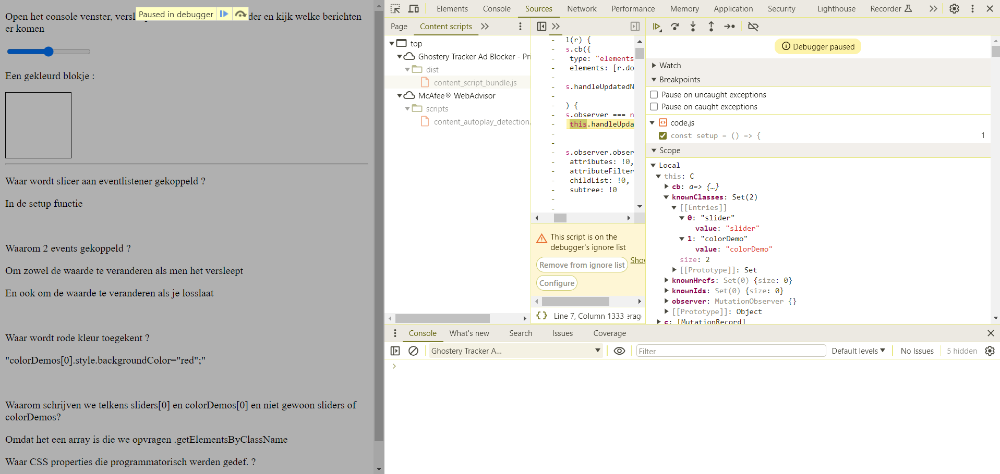 Paused in debugger
Open het console venster, versl
der en kijk welke berichten
er komen
Een gekleurd blokje :
Waar wordt slicer aan eventlistener gekoppeld ?
In de setup functie
Waarom 2 events gekoppeld ?
Om zowel de waarde te veranderen als men het versleept
En ook om de waarde te veranderen als je losslaat
Waar wordt rode kleur toegekent ?
"colorDemos[0].style.backgroundColor="red";"
Waarom schrijven we telkens sliders[0] en colorDemos[0] en niet gewoon sliders of
colorDemos?
Omdat het een array is die we opvragen .getElementsByClassName
Waar CSS properties die programmatorisch werden gedef. ?
Elements Console Sources Network Performance Memory Application Security Lighthouse Recorder
Page Content scripts
top
Ghostery Tracker Ad Blocker - Pri
dist
content_script_bundle.js
McAfee® WebAdvisor
scripts
content_autoplay_detection.
- l(r) {
- s.cb({
- type: "elements
- elements: [r.do
-
- s.handleUpdatedN
-
- ) {
- s.observer === n
- this.handleUpda
-
-
- s.observer.obser
- attributes: !0,
- attributeFilter
- childList: !0,
- subtree: !0
-
-
This script is on the
debugger's ignore list
Remove from ignore list
Show
Configure
{ } Line 7, Column 1333 erag
Debugger paused
Watch
Breakpoints
Pause on uncaught exceptions
Pause on caught exceptions
code.js
const setup = () => { 1
Scope
Local
this: C
cb: a=> {…}
knownClasses: Set(2)
[[Entries]]
0: "slider"
value: "slider"
1: "colorDemo"
value: "colorDemo"
size: 2
[[Prototype]]: Set
knownHrefs: Set(0) {size: 0}
knownIds: Set(0) {size: 0}
observer: MutationObserver {}
[[Prototype]]: Object
c: [MutationRecord]
Console What's new Search Issues Coverage
Ghostery Tracker A... Filter Default levels No Issues 5 hidden